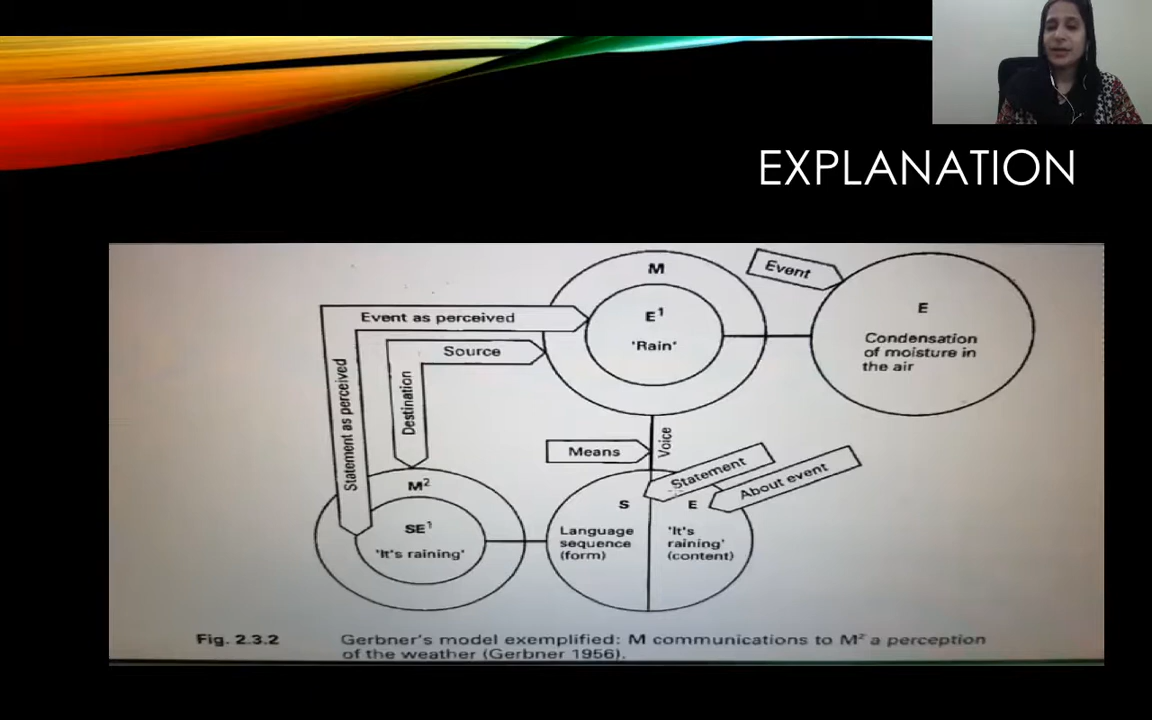 EXPLANATION
M
Event
E¹
'Rain'
E
Condensation
of moisture in
the air
Event as perceived
Source
Statement as perceived
Destination
Means
Voice
Statement
About event
M²
SE¹
'It's raining'
S
Language
sequence
(form)
E
'It's
raining'
(content)
Fig. 2.3.2
Gerbner's model exemplified: M communications to M² a perception
of the weather (Gerbner 1956).